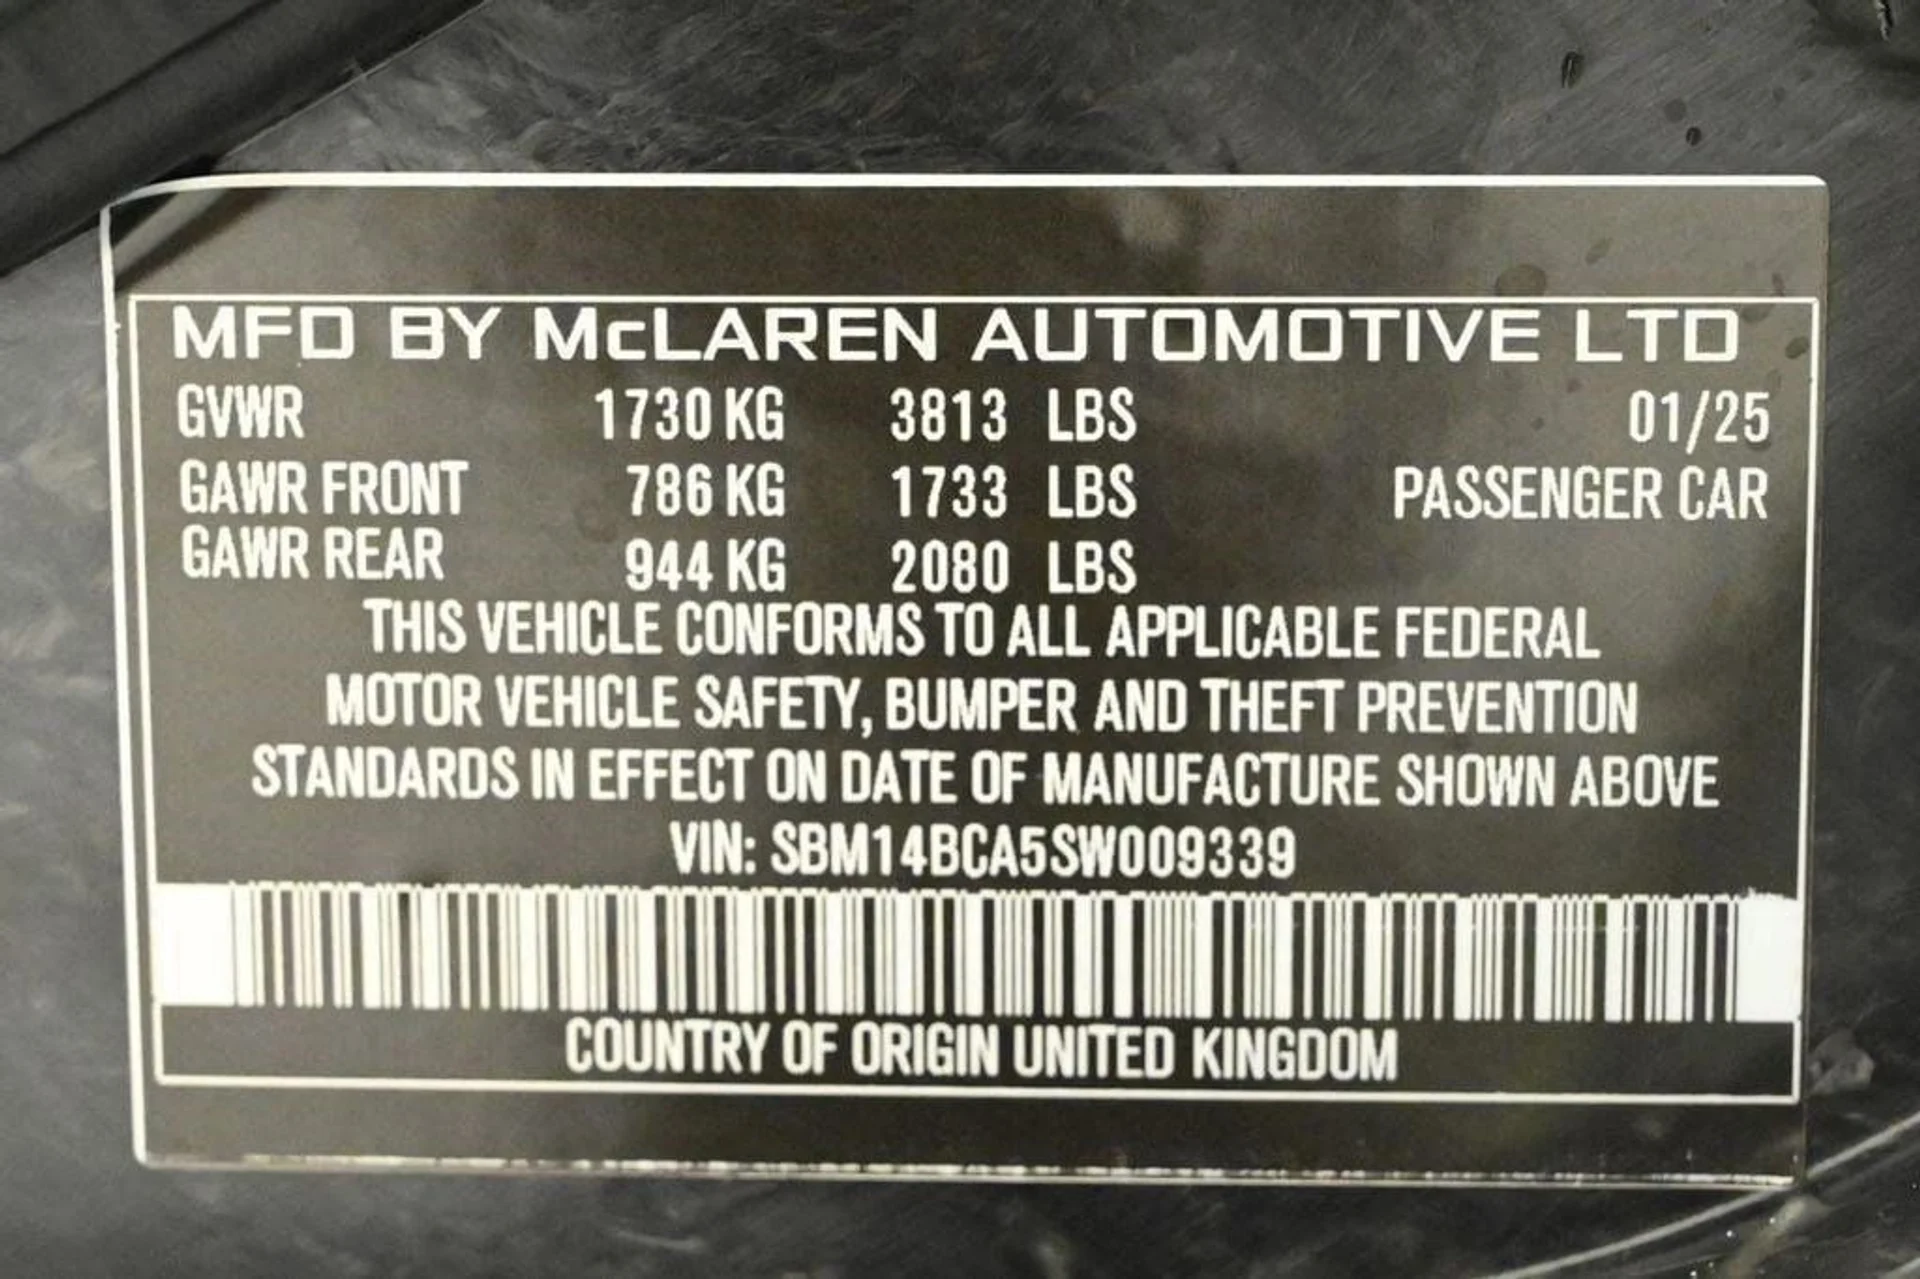 MFD BY McLAREN AUTOMOTIVE LTD
GVWR 1730 KG 3813 LBS 01/25
GAWR FRONT 786 KG 1733 LBS PASSENGER CAR
GAWR REAR 944 KG 2080 LBS
THIS VEHICLE CONFORMS TO ALL APPLICABLE FEDERAL
MOTOR VEHICLE SAFETY, BUMPER AND THEFT PREVENTION
STANDARDS IN EFFECT ON DATE OF MANUFACTURE SHOWN ABOVE
VIN: SBM14BCA5SW009339
COUNTRY OF ORIGIN UNITED KINGDOM